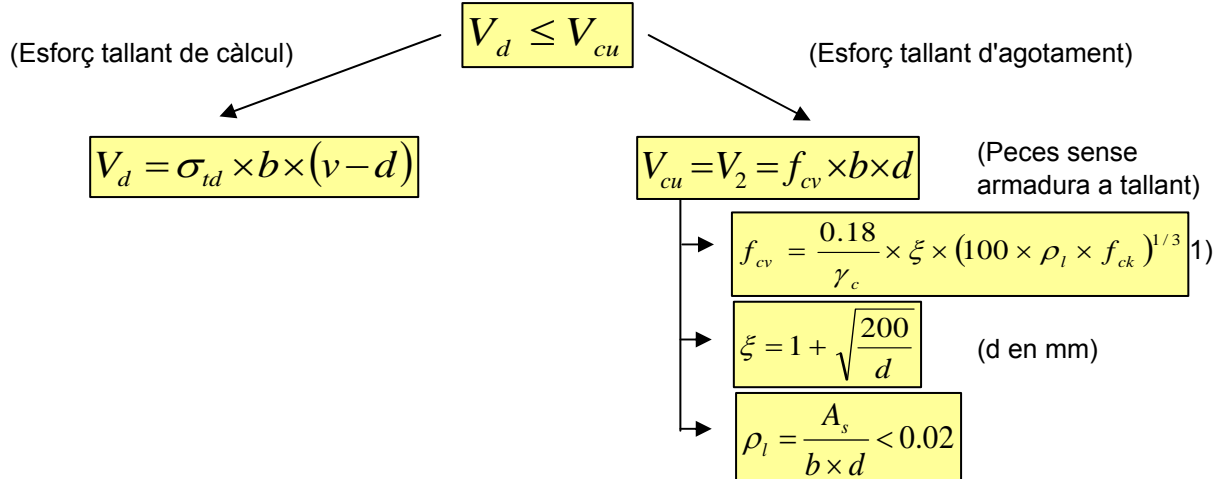 V_d ≤ V_cu
(Esforç tallant de càlcul)
(Esforç tallant d'agotament)
V_d = σ_td × b × (v − d)
V_cu = V_2 = f_cv × b × d
(Peces sense
armadura a tallant)
f_cv = 0.18 / γ_c × ξ × (100 × ρ_l × f_ck)^1/3 1)
ξ = 1 + √(200 / d)
(d en mm)
ρ_l = A_s / (b × d) < 0.02